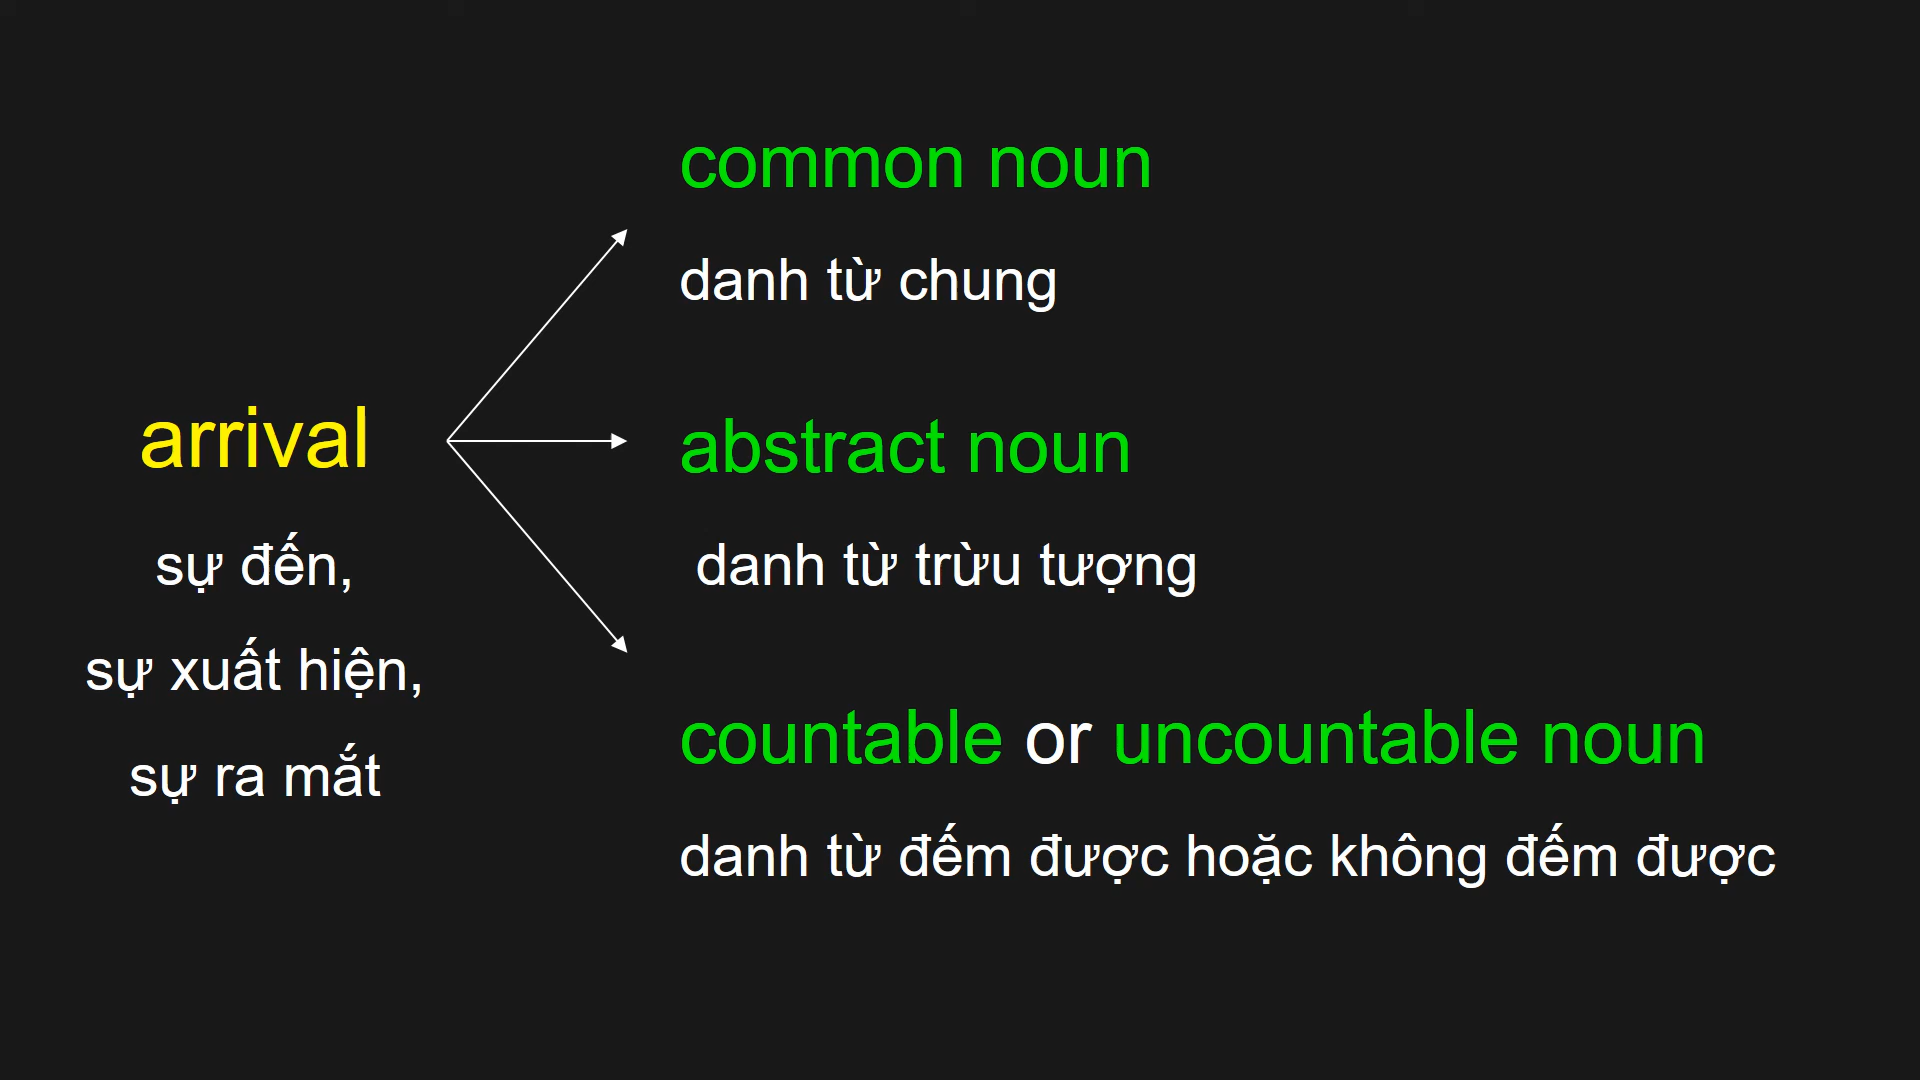 arrival
sự đến,
sự xuất hiện,
sự ra mắt
common noun
danh từ chung
abstract noun
danh từ trừu tượng
countable or uncountable noun
danh từ đếm được hoặc không đếm được